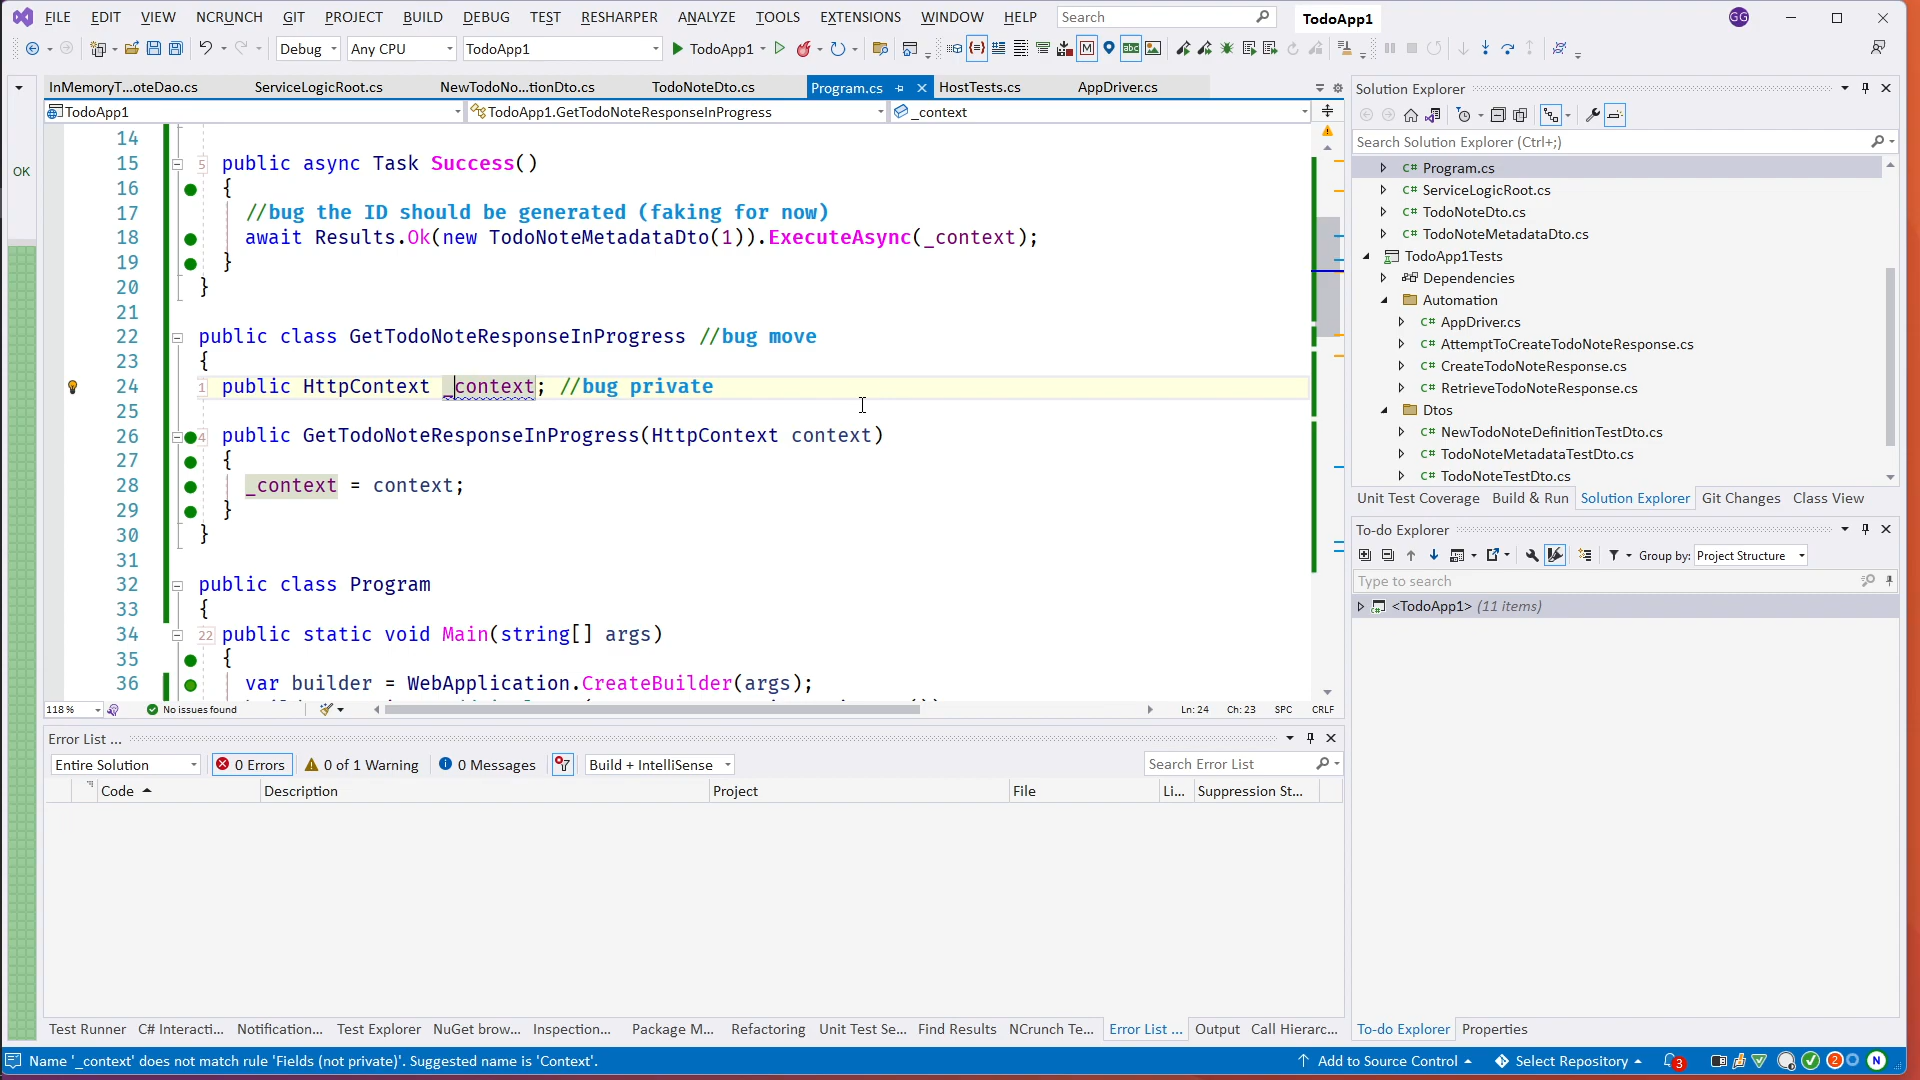 FILE EDIT VIEW NCRUNCH GIT PROJECT BUILD DEBUG TEST RESHARPER ANALYZE TOOLS EXTENSIONS WINDOW HELP Search TodoApp1 GG
Debug Any CPU TodoApp1 TodoApp1
InMemoryT...oteDao.cs ServiceLogicRoot.cs NewTodoNo...tionDto.cs TodoNoteDto.cs Program.cs HostTests.cs AppDriver.cs
TodoApp1 TodoApp1.GetTodoNoteResponseInProgress _context
OK
14
15 5 public async Task Success()
16 {
17 //bug the ID should be generated (faking for now)
18 await Results.Ok(new TodoNoteMetadataDto(1)).ExecuteAsync(_context);
19 }
20 }
21
22 public class GetTodoNoteResponseInProgress //bug move
23 {
24 1 public HttpContext _context; //bug private
25
26 4 public GetTodoNoteResponseInProgress(HttpContext context)
27 {
28 _context = context;
29 }
30 }
31
32 public class Program
33 {
34 22 public static void Main(string[] args)
35 {
36 var builder = WebApplication.CreateBuilder(args);
118 % No issues found Ln: 24 Ch: 23 SPC CRLF
Error List ...
Entire Solution 0 Errors 0 of 1 Warning 0 Messages Build + IntelliSense Search Error List
Code Description Project File Li... Suppression St...
Test Runner C# Interacti... Notification... Test Explorer NuGet brow... Inspection... Package M... Refactoring Unit Test Se... Find Results NCrunch Te... Error List ... Output Call Hierarc...
Solution Explorer
Search Solution Explorer (Ctrl+;)
C# Program.cs
C# ServiceLogicRoot.cs
C# TodoNoteDto.cs
C# TodoNoteMetadataDto.cs
TodoApp1Tests
Dependencies
Automation
C# AppDriver.cs
C# AttemptToCreateTodoNoteResponse.cs
C# CreateTodoNoteResponse.cs
C# RetrieveTodoNoteResponse.cs
Dtos
C# NewTodoNoteDefinitionTestDto.cs
C# TodoNoteMetadataTestDto.cs
C# TodoNoteTestDto.cs
Unit Test Coverage Build & Run Solution Explorer Git Changes Class View
To-do Explorer
Group by: Project Structure
Type to search
<TodoApp1> (11 items)
To-do Explorer Properties
Name '_context' does not match rule 'Fields (not private)'. Suggested name is 'Context'. Add to Source Control Select Repository 3 2 N